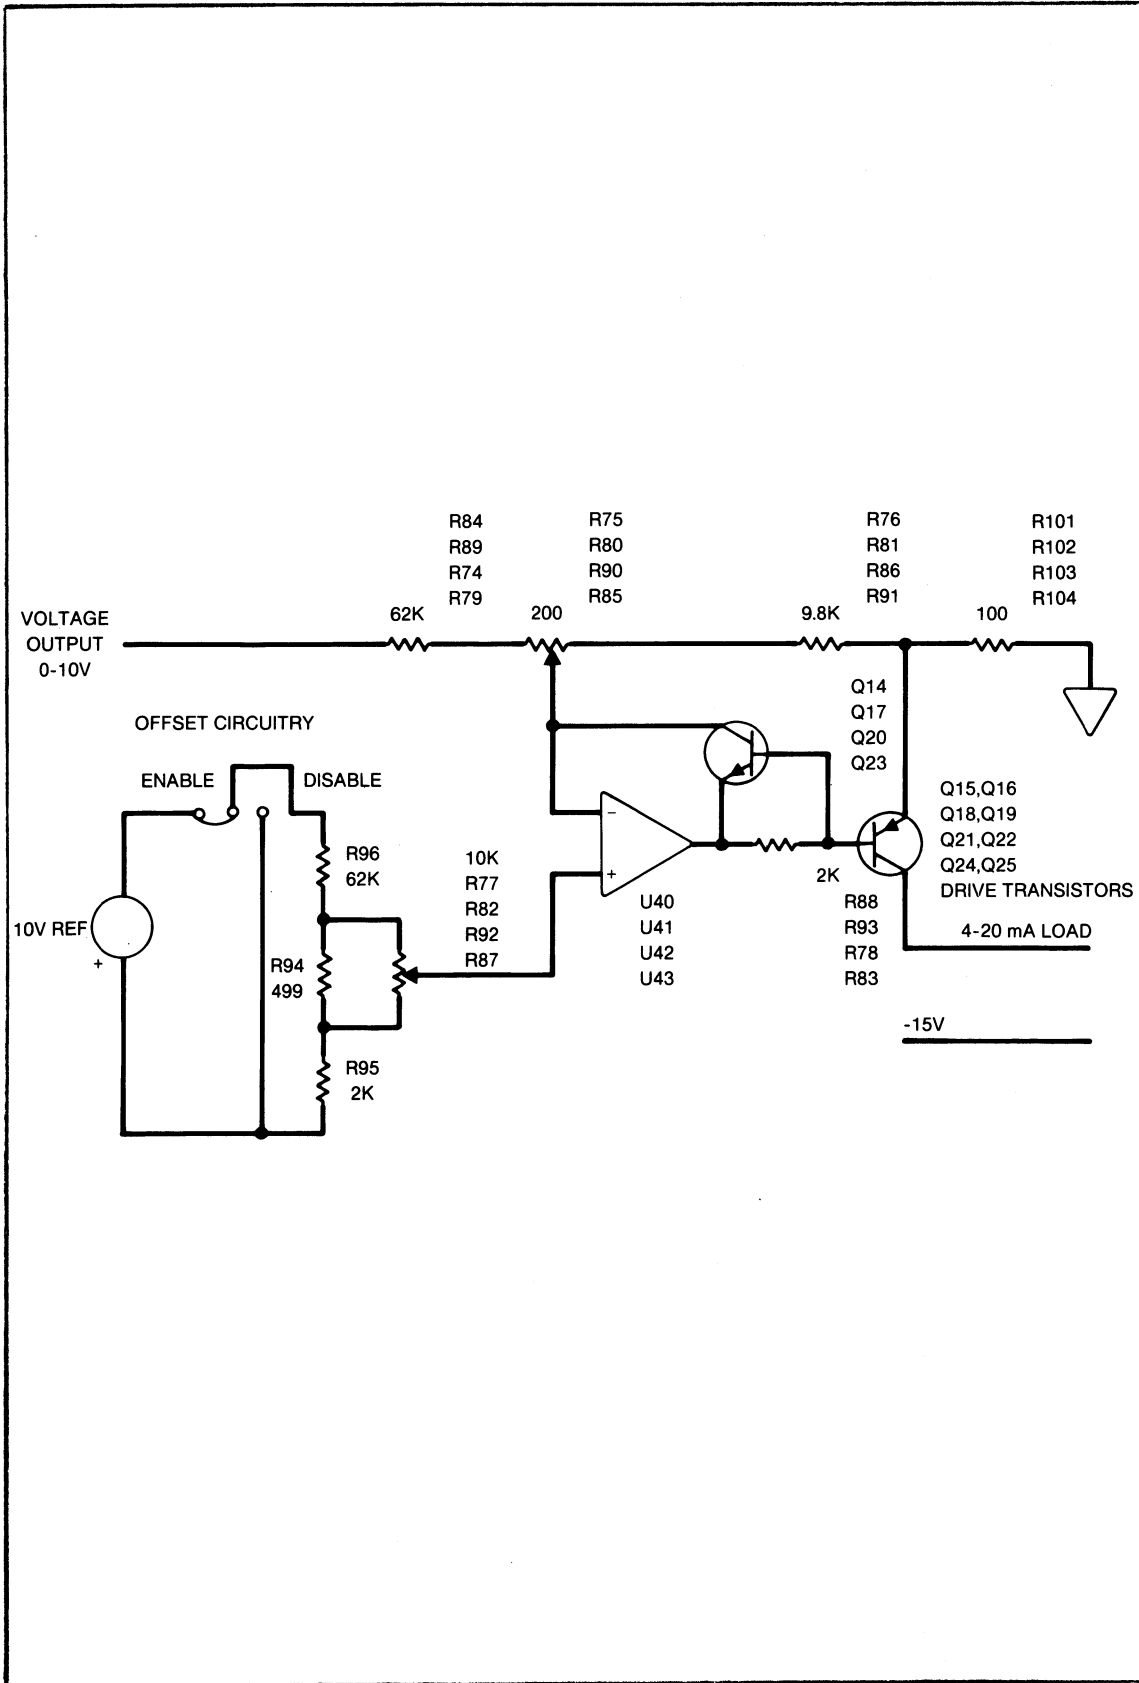 R84
R89
R74
R79
R75
R80
R90
R85
R76
R81
R86
R91
R101
R102
R103
R104
62K
200
9.8K
100
VOLTAGE
OUTPUT
0-10V
OFFSET CIRCUITRY
ENABLE
DISABLE
Q14
Q17
Q20
Q23
Q15,Q16
Q18,Q19
Q21,Q22
Q24,Q25
DRIVE TRANSISTORS
R96
62K
10K
R77
R82
R92
R87
−
+
U40
U41
U42
U43
2K
R88
R93
R78
R83
4-20 mA LOAD
10V REF
+
R94
499
-15V
R95
2K